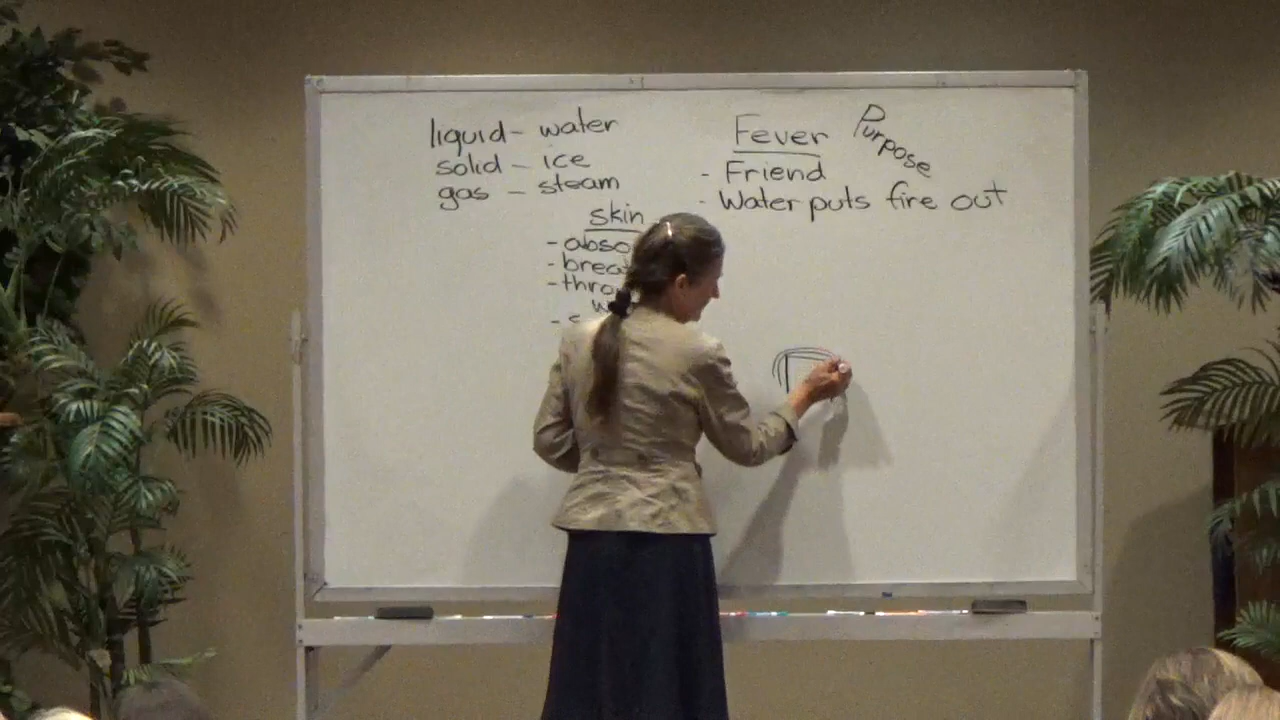 liquid - water
solid - ice
gas - steam
skin
Fever
Purpose
- Friend
- Water puts fire out